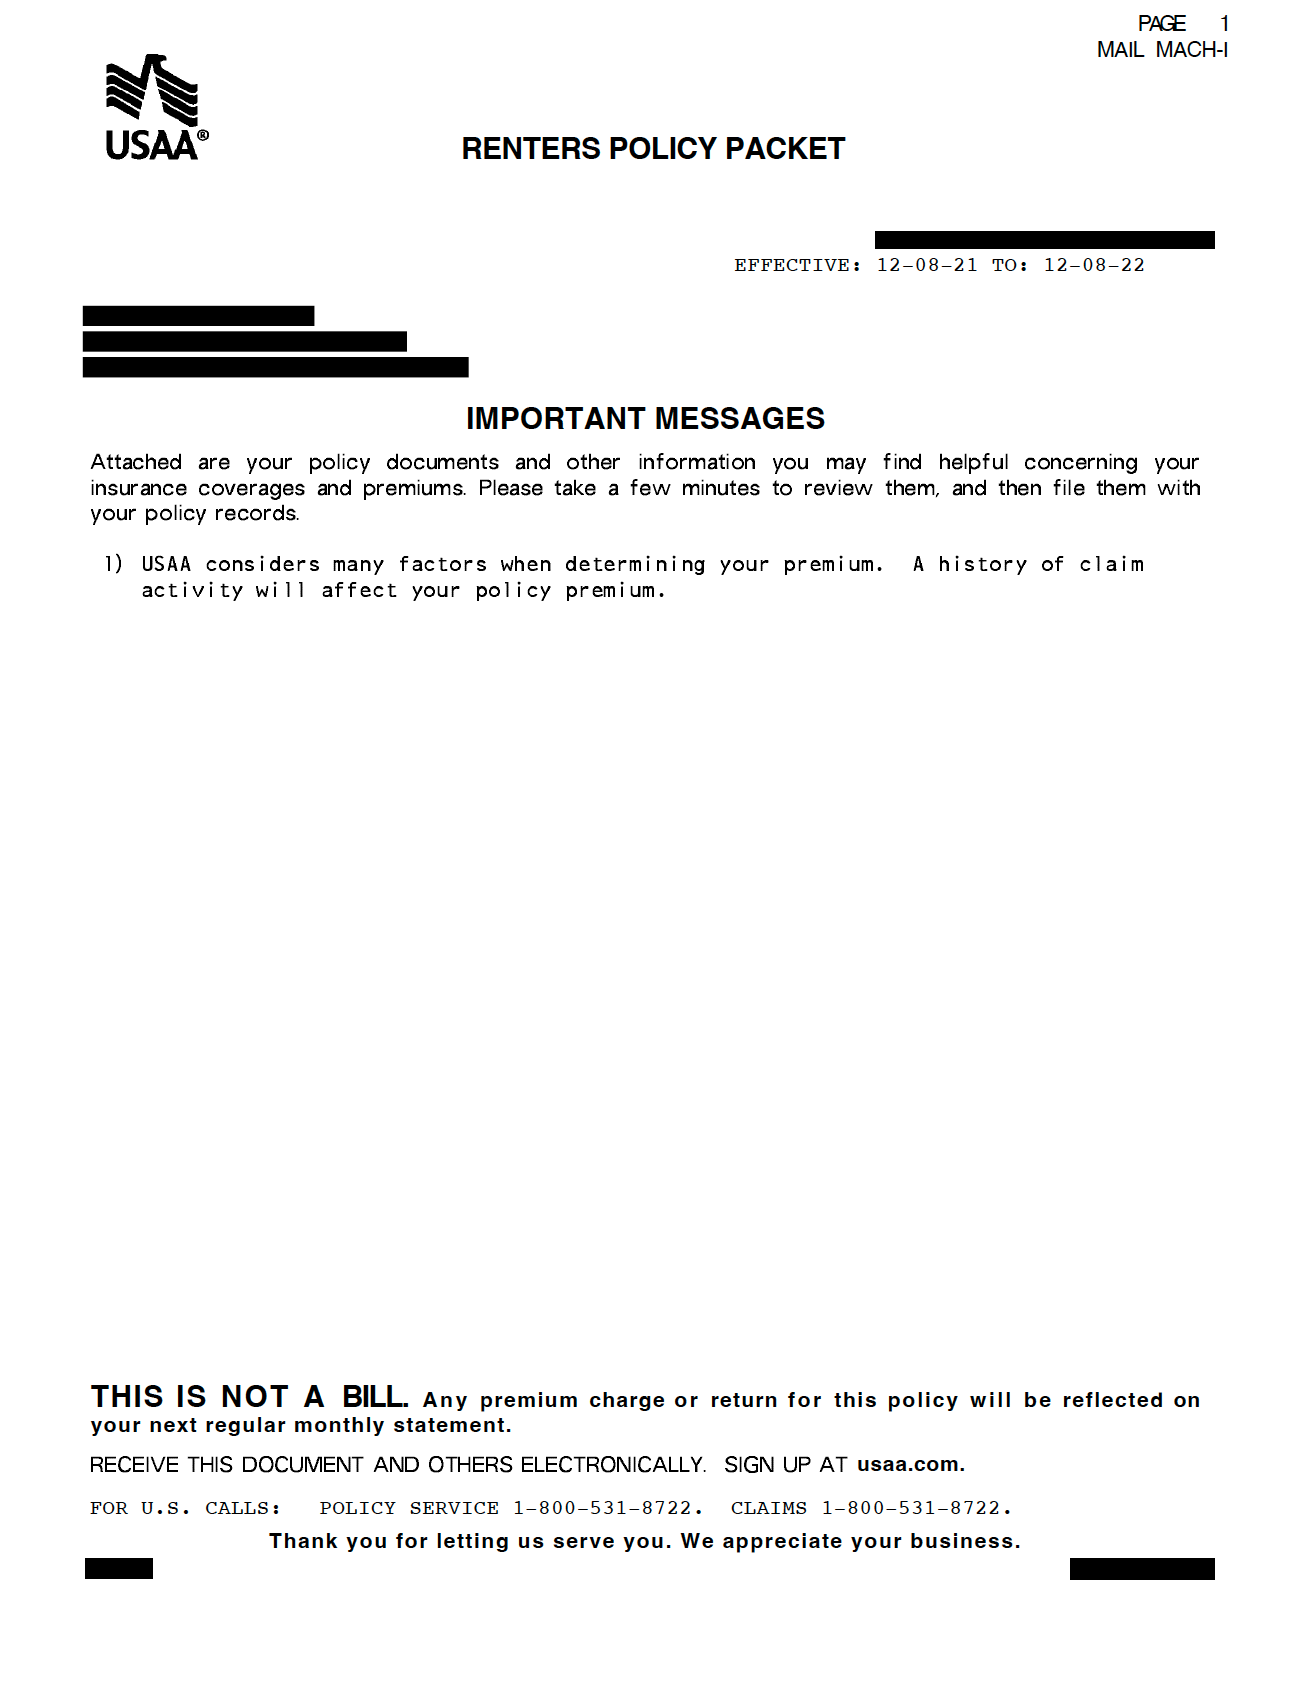 PAGE 1
MAIL MACH-I
USAA®
RENTERS POLICY PACKET
EFFECTIVE: 12-08-21 TO: 12-08-22
IMPORTANT MESSAGES
Attached are your policy documents and other information you may find helpful concerning your
insurance coverages and premiums. Please take a few minutes to review them, and then file them with
your policy records.
1) USAA considers many factors when determining your premium. A history of claim
activity will affect your policy premium.
THIS IS NOT A BILL. Any premium charge or return for this policy will be reflected on
your next regular monthly statement.
RECEIVE THIS DOCUMENT AND OTHERS ELECTRONICALLY. SIGN UP AT usaa.com.
FOR U.S. CALLS: POLICY SERVICE 1-800-531-8722. CLAIMS 1-800-531-8722.
Thank you for letting us serve you. We appreciate your business.